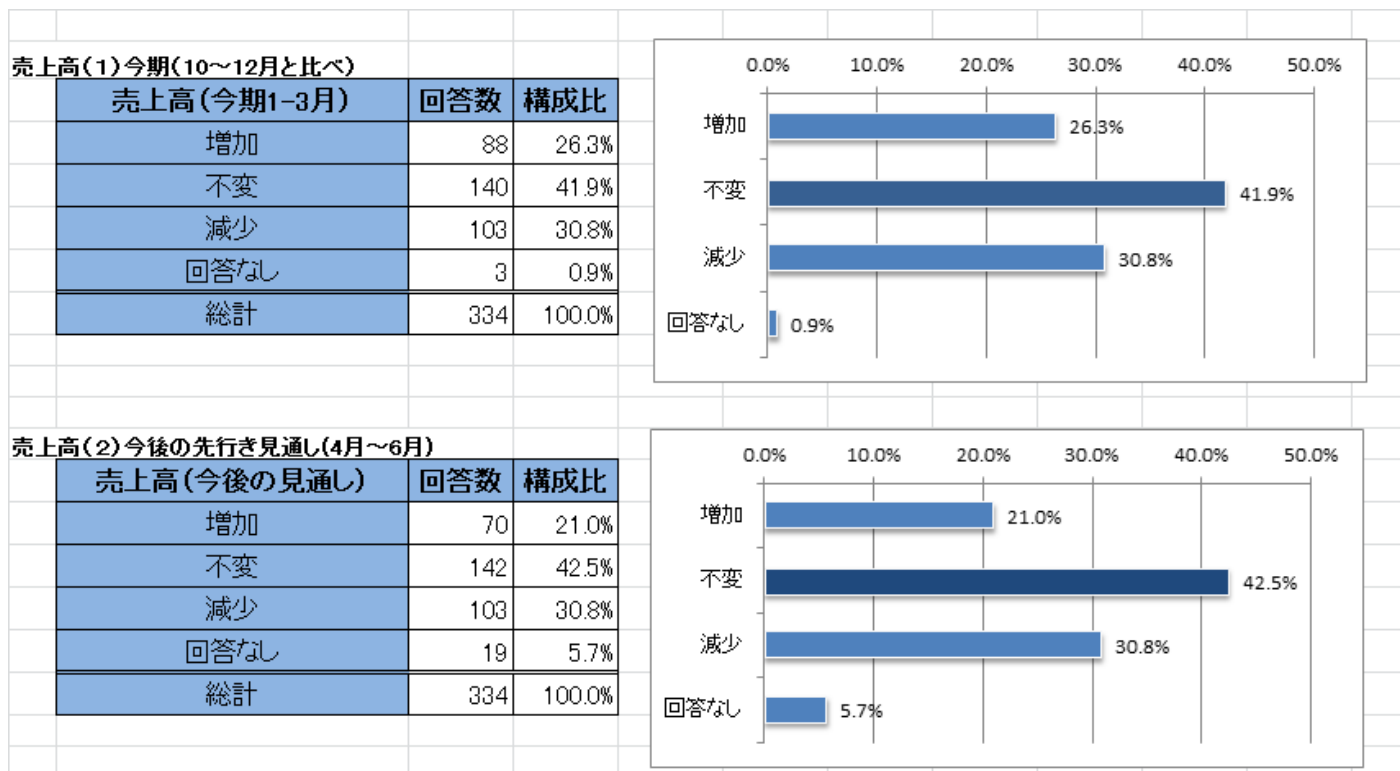 売上高(1)今期(10～12月と比べ)
売上高(今期1-3月) 回答数 構成比
増加 88 26.3%
不変 140 41.9%
減少 103 30.8%
回答なし 3 0.9%
総計 334 100.0%
0.0% 10.0% 20.0% 30.0% 40.0% 50.0%
増加 26.3%
不変 41.9%
減少 30.8%
回答なし 0.9%
売上高(2)今後の先行き見通し(4月～6月)
売上高(今後の見通し) 回答数 構成比
増加 70 21.0%
不変 142 42.5%
減少 103 30.8%
回答なし 19 5.7%
総計 334 100.0%
0.0% 10.0% 20.0% 30.0% 40.0% 50.0%
増加 21.0%
不変 42.5%
減少 30.8%
回答なし 5.7%